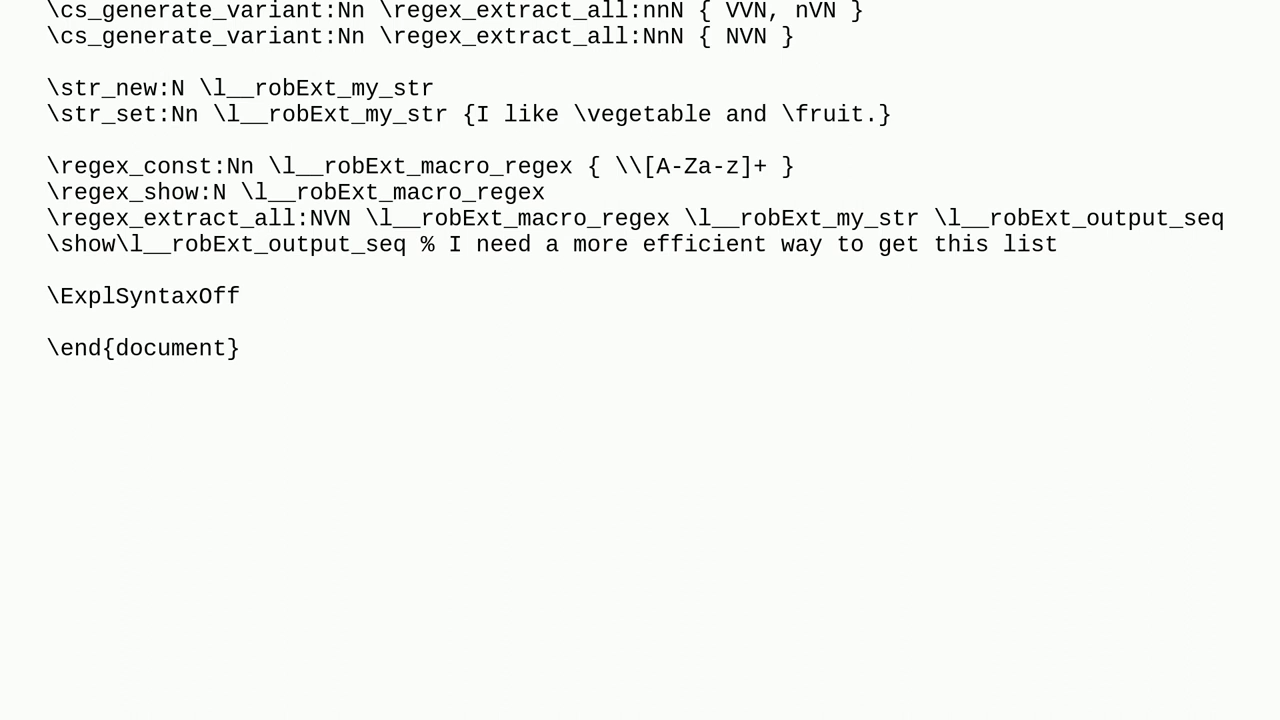 \cs_generate_variant:Nn \regex_extract_all:nnN { VVN, nVN }
\cs_generate_variant:Nn \regex_extract_all:NnN { NVN }
\str_new:N \l__robExt_my_str
\str_set:Nn \l__robExt_my_str {I like \vegetable and \fruit.}
\regex_const:Nn \l__robExt_macro_regex { \\[A-Za-z]+ }
\regex_show:N \l__robExt_macro_regex
\regex_extract_all:NVN \l__robExt_macro_regex \l__robExt_my_str \l__robExt_output_seq
\show\l__robExt_output_seq % I need a more efficient way to get this list
\ExplSyntaxOff
\end{document}